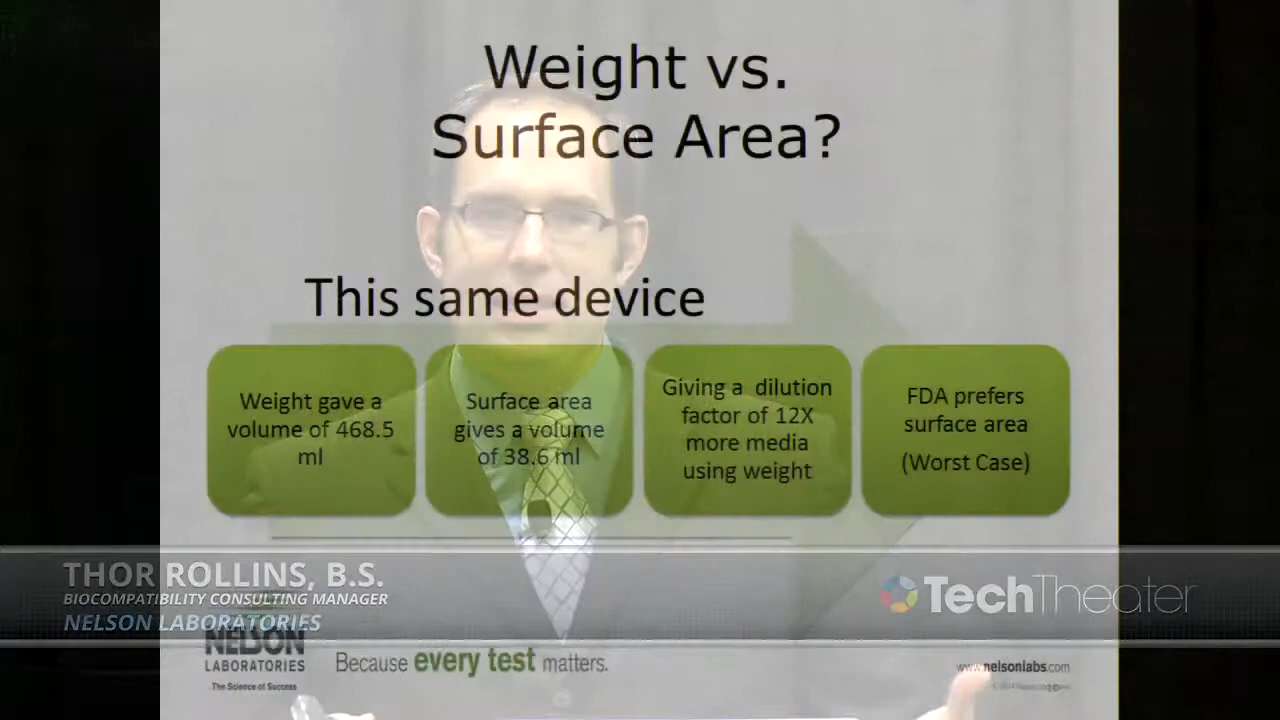 Weight vs.
Surface Area?
This same device
Weight gave a
volume of 468.5
ml
Surface area
gives a volume
of 38.6 ml
Giving a dilution
factor of 12X
more media
using weight
FDA prefers
surface area
(Worst Case)
THOR ROLLINS, B.S.
BIOCOMPATIBILITY CONSULTING MANAGER
NELSON LABORATORIES
TechTheater
NELSON
LABORATORIES
The Science of Success
Because every test matters.
www.nelsonlabs.com